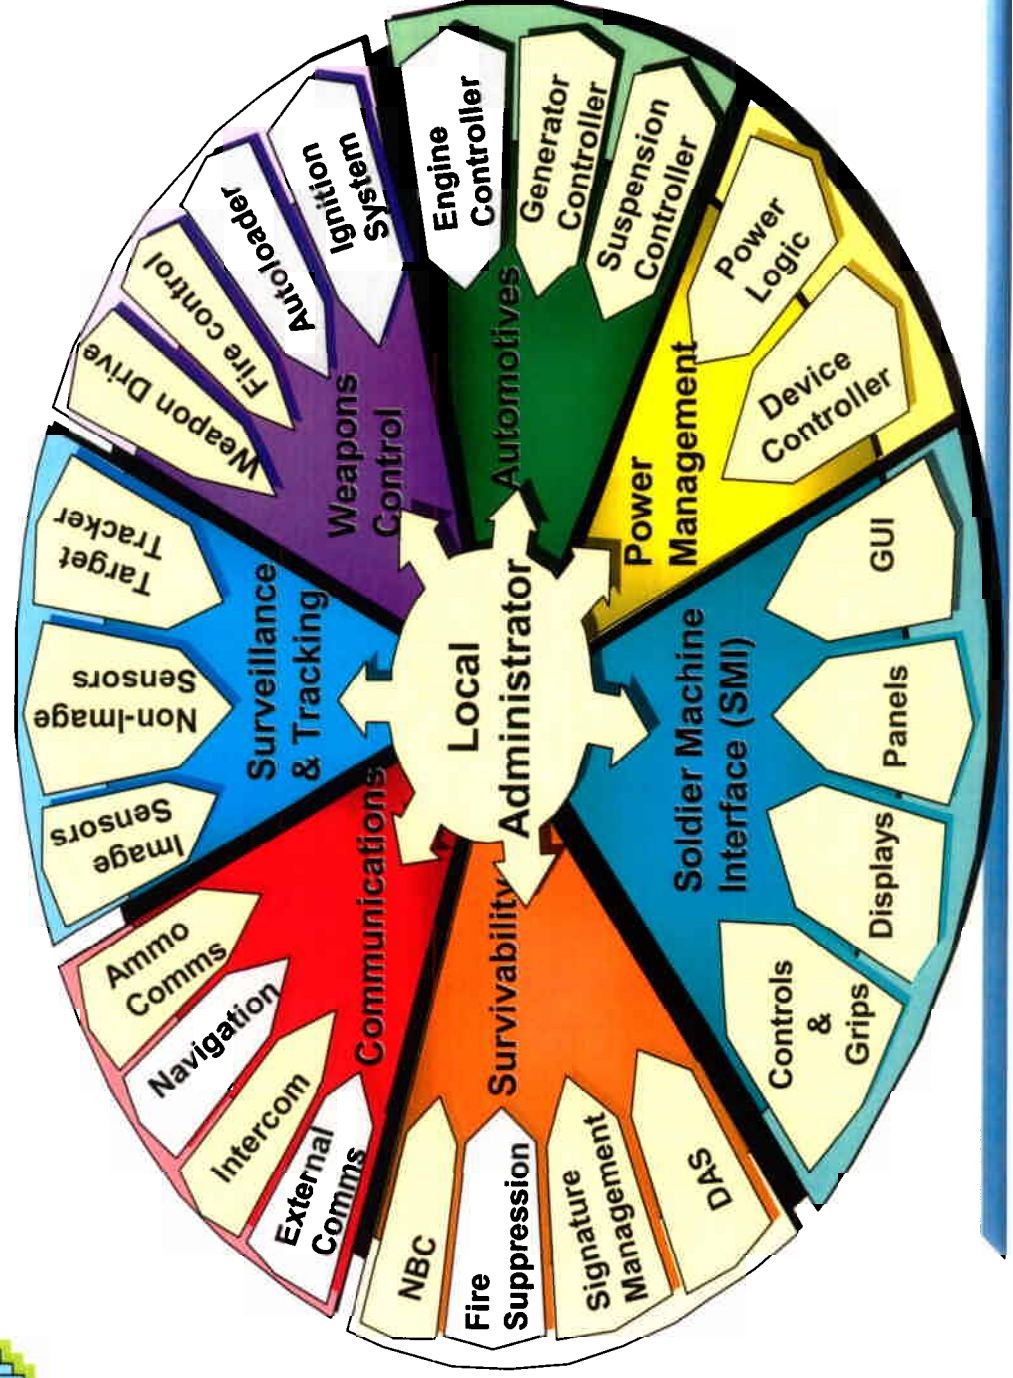 Local
Administrator
Surveillance
& Tracking
Image
Sensors
Non-Image
Sensors
Target
Tracker
Weapons
Control
Weapon Drive
Fire control
Autoloader
Ignition
System
Automotives
Engine
Controller
Generator
Controller
Suspension
Controller
Power
Management
Power
Logic
Device
Controller
Soldier Machine
Interface (SMI)
GUI
Panels
Displays
Controls
&
Grips
Survivability
DAS
Signature
Management
Fire
Suppression
NBC
Communications
External
Comms
Intercom
Navigation
Ammo
Comms